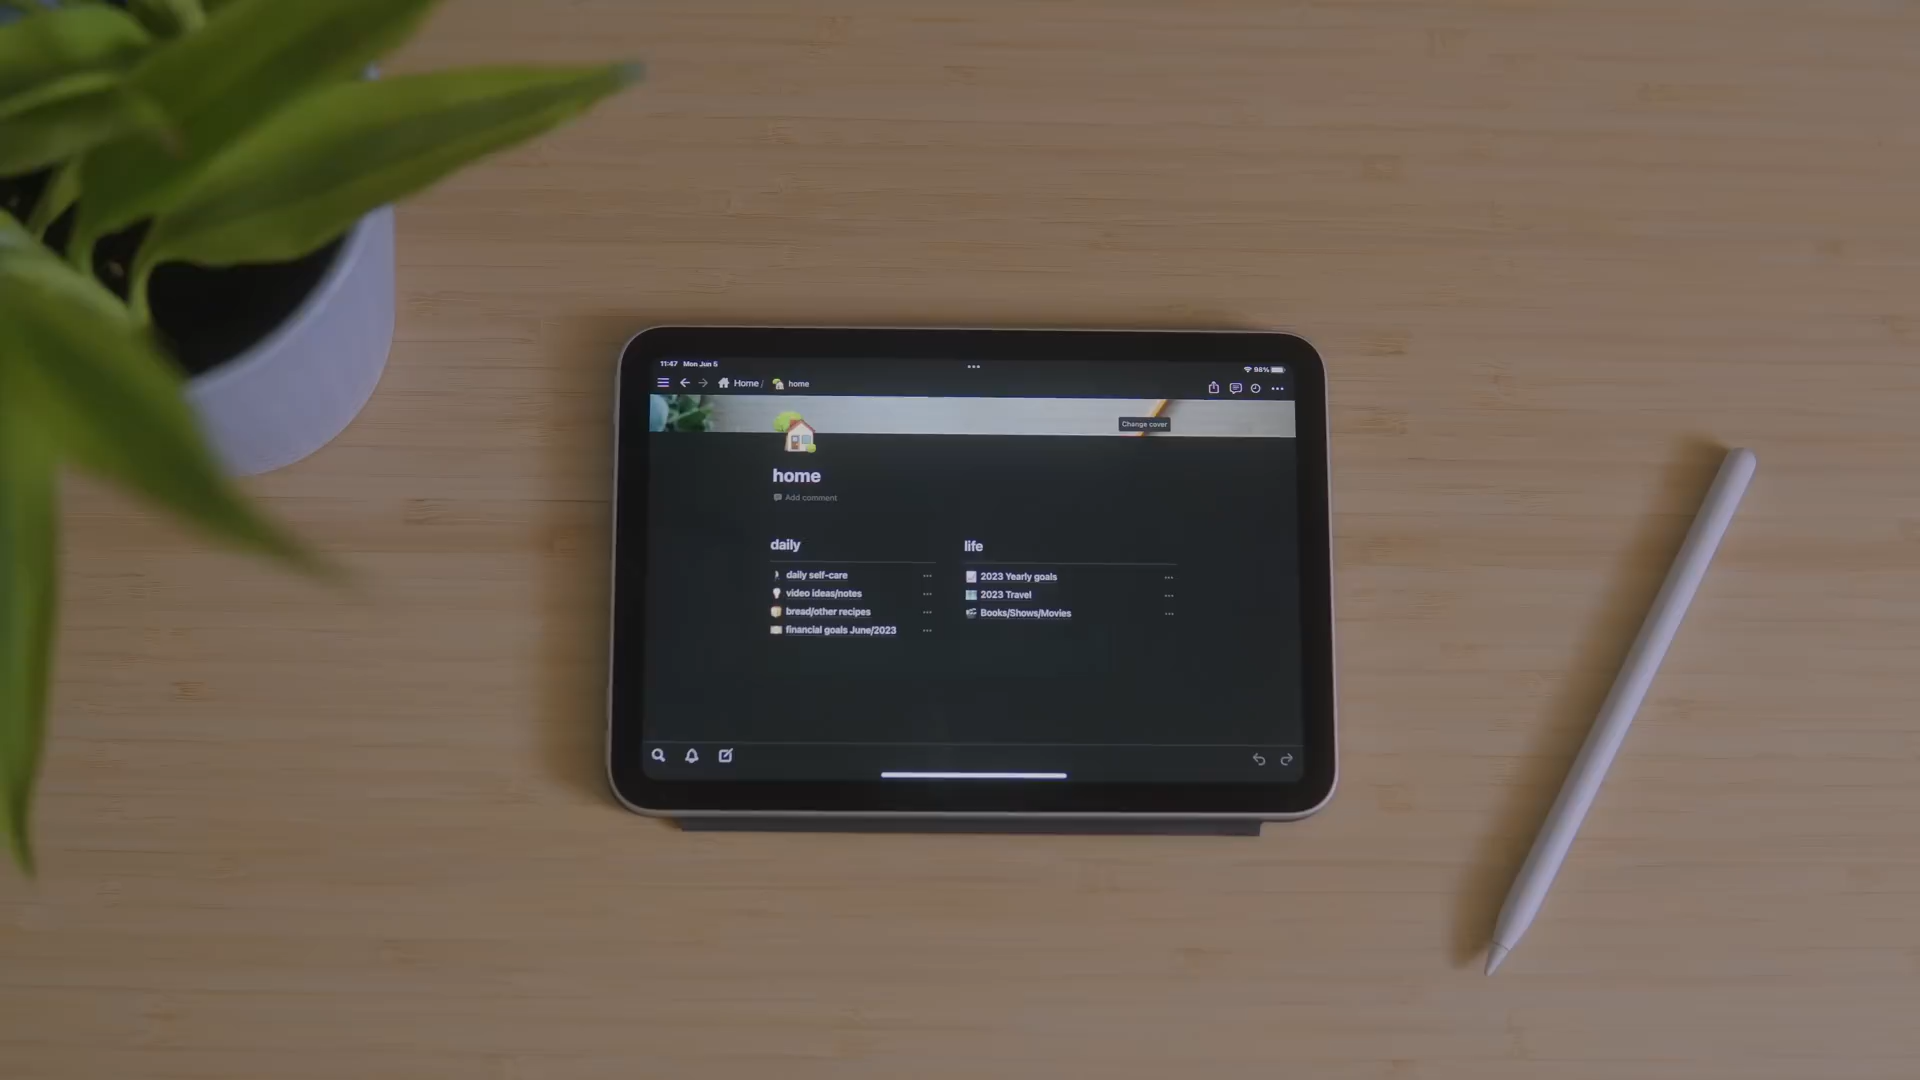 11:47 Mon Jun 5
98%
Home / home
Change cover
home
Add comment
daily
daily self-care
video ideas/notes
bread/other recipes
financial goals June/2023
life
2023 Yearly goals
2023 Travel
Books/Shows/Movies